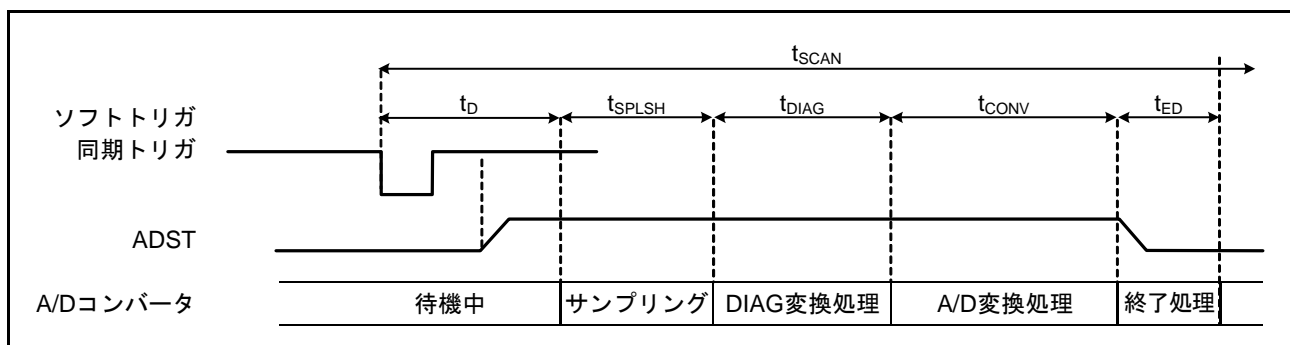 tSCAN
tD tSPLSH tDIAG tCONV tED
ソフトトリガ
同期トリガ
ADST
A/Dコンバータ 待機中 サンプリング DIAG変換処理 A/D変換処理 終了処理